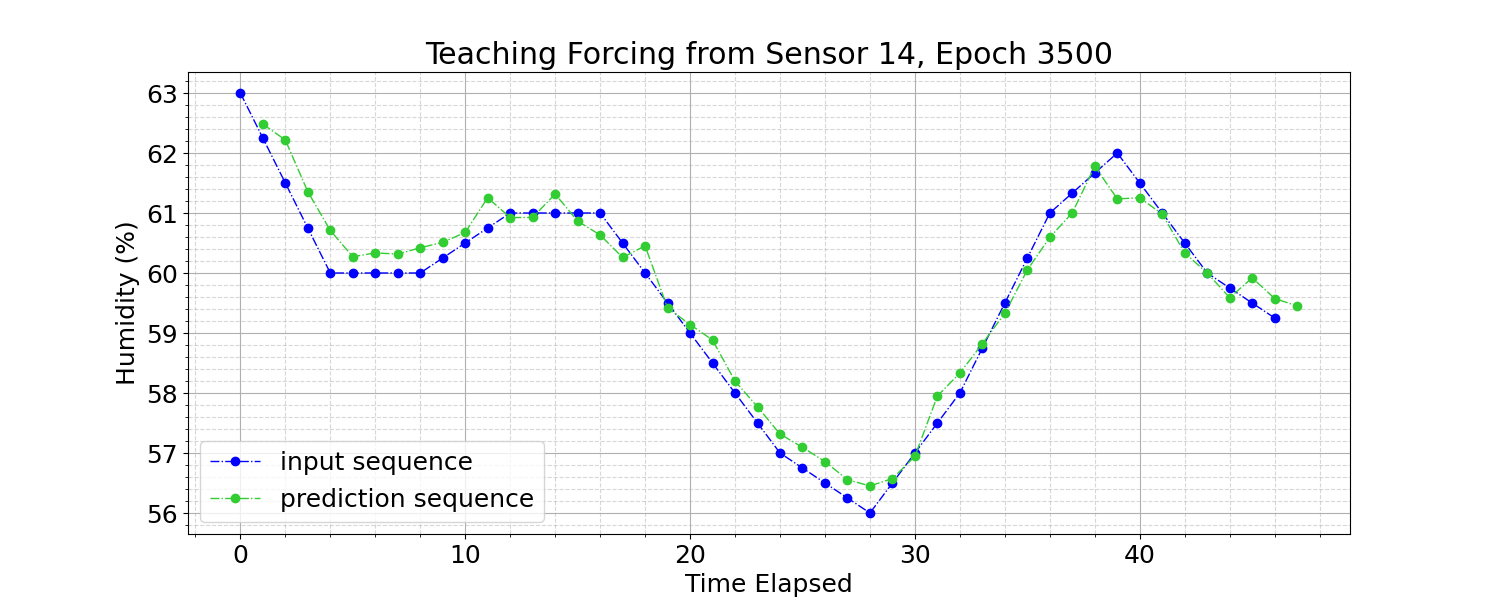 Teaching Forcing from Sensor 14, Epoch 3500
63
62
61
60
59
58
57
56
Humidity (%)
input sequence
prediction sequence
0 10 20 30 40
Time Elapsed